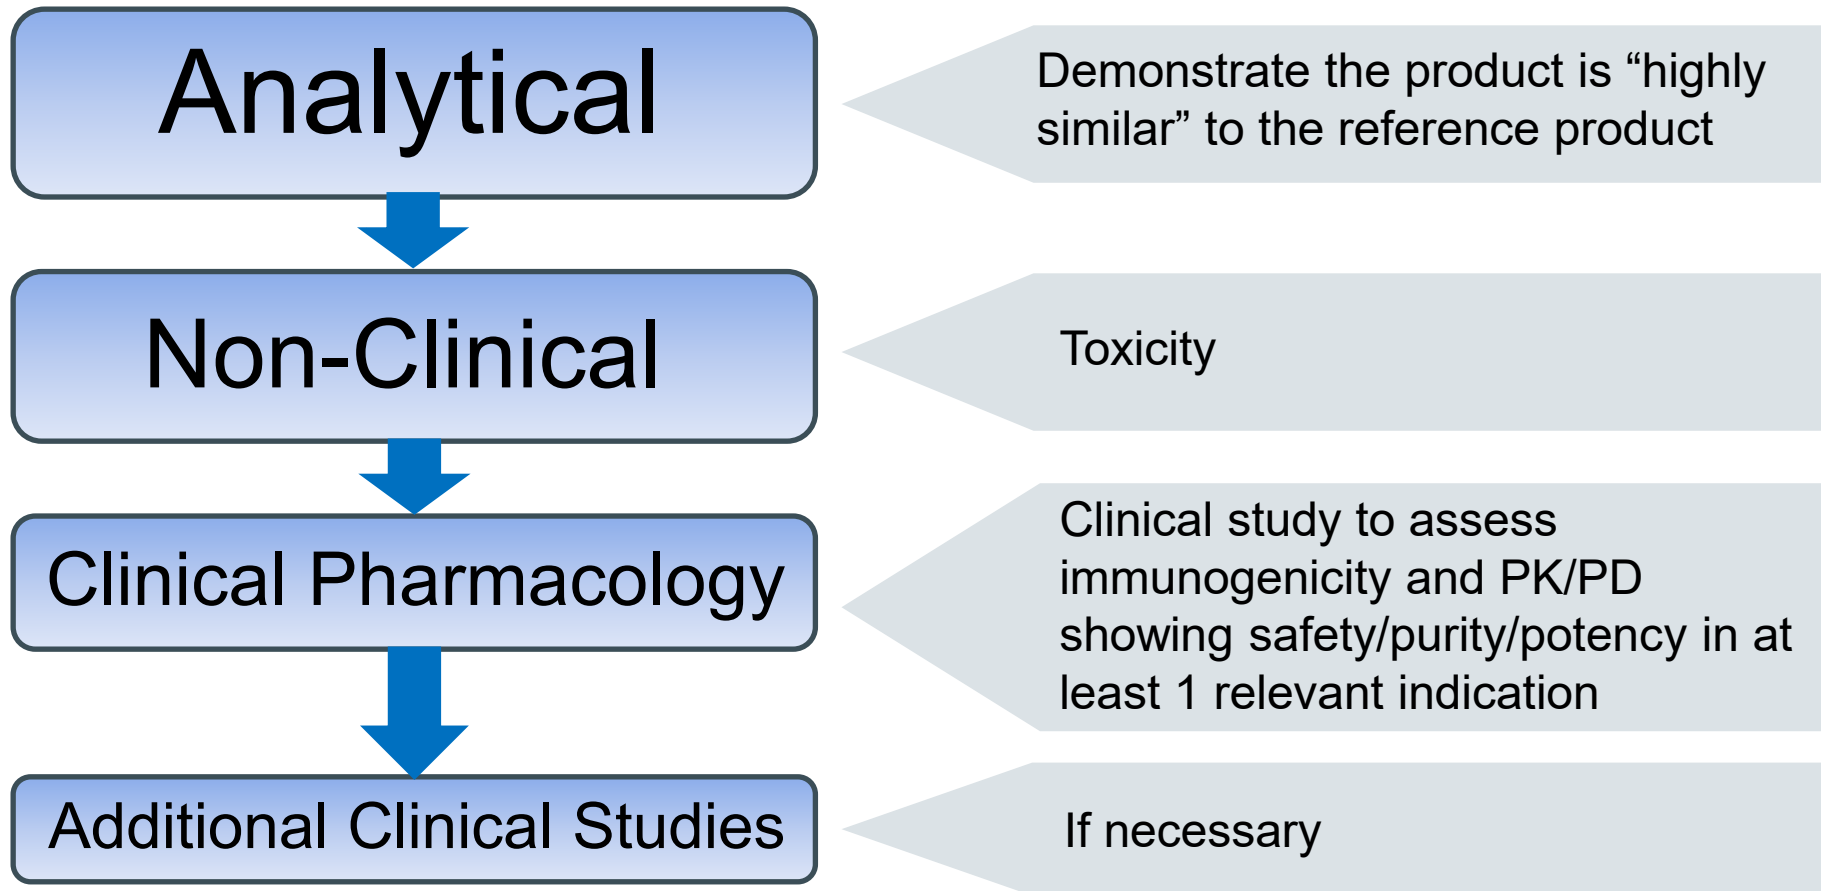 Analytical
Demonstrate the product is “highly
similar” to the reference product
Non-Clinical
Toxicity
Clinical Pharmacology
Clinical study to assess
immunogenicity and PK/PD
showing safety/purity/potency in at
least 1 relevant indication
Additional Clinical Studies
If necessary